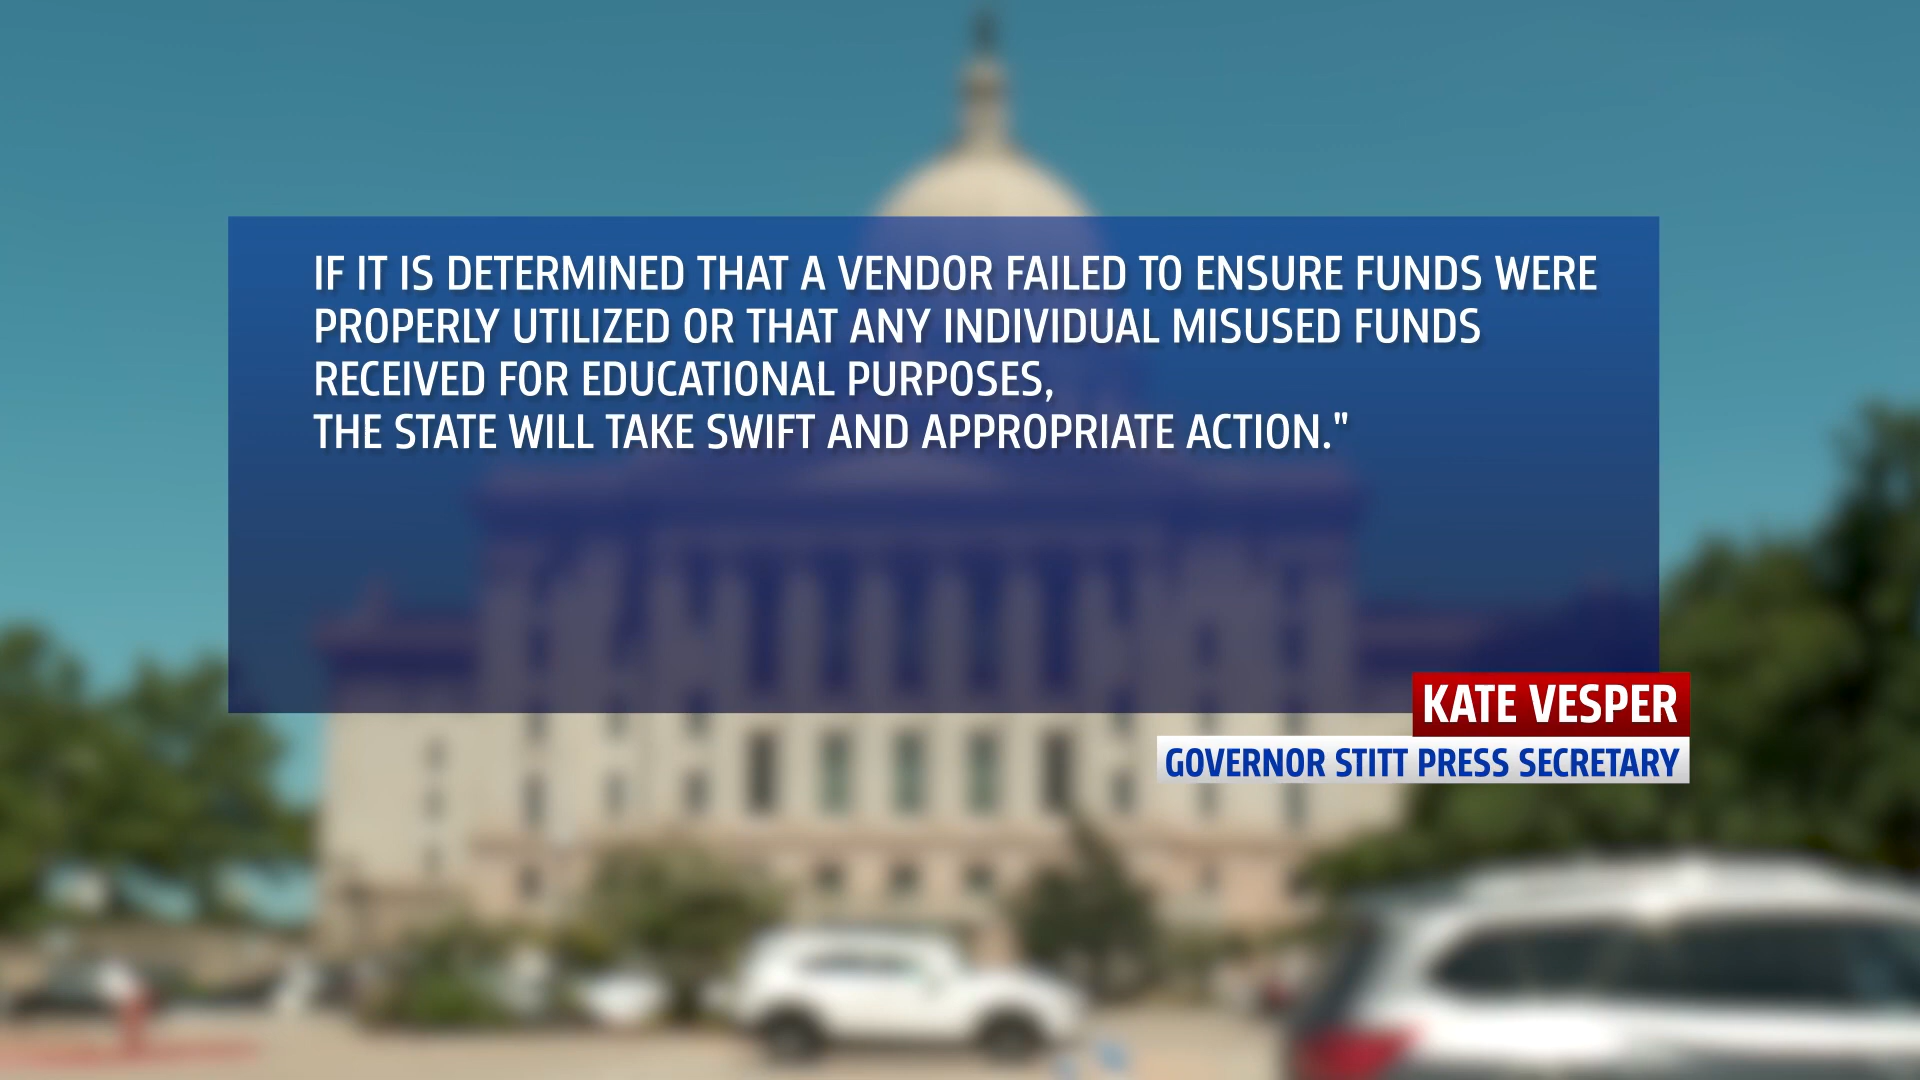 IF IT IS DETERMINED THAT A VENDOR FAILED TO ENSURE FUNDS WERE
PROPERLY UTILIZED OR THAT ANY INDIVIDUAL MISUSED FUNDS
RECEIVED FOR EDUCATIONAL PURPOSES,
THE STATE WILL TAKE SWIFT AND APPROPRIATE ACTION."
KATE VESPER
GOVERNOR STITT PRESS SECRETARY